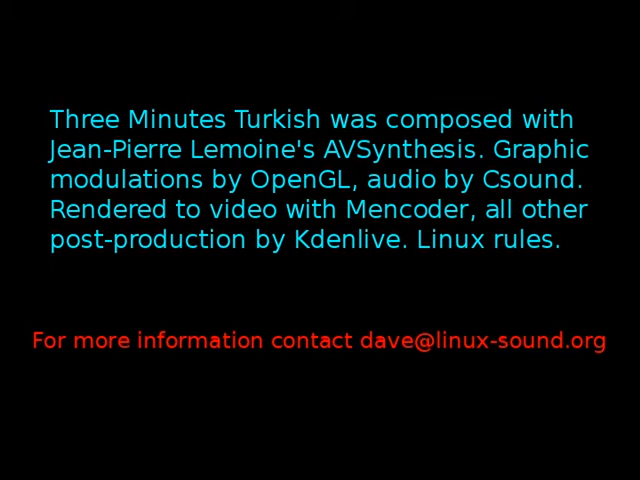 Three Minutes Turkish was composed with
Jean-Pierre Lemoine's AVSynthesis. Graphic
modulations by OpenGL, audio by Csound.
Rendered to video with Mencoder, all other
post-production by Kdenlive. Linux rules.
For more information contact dave@linux-sound.org